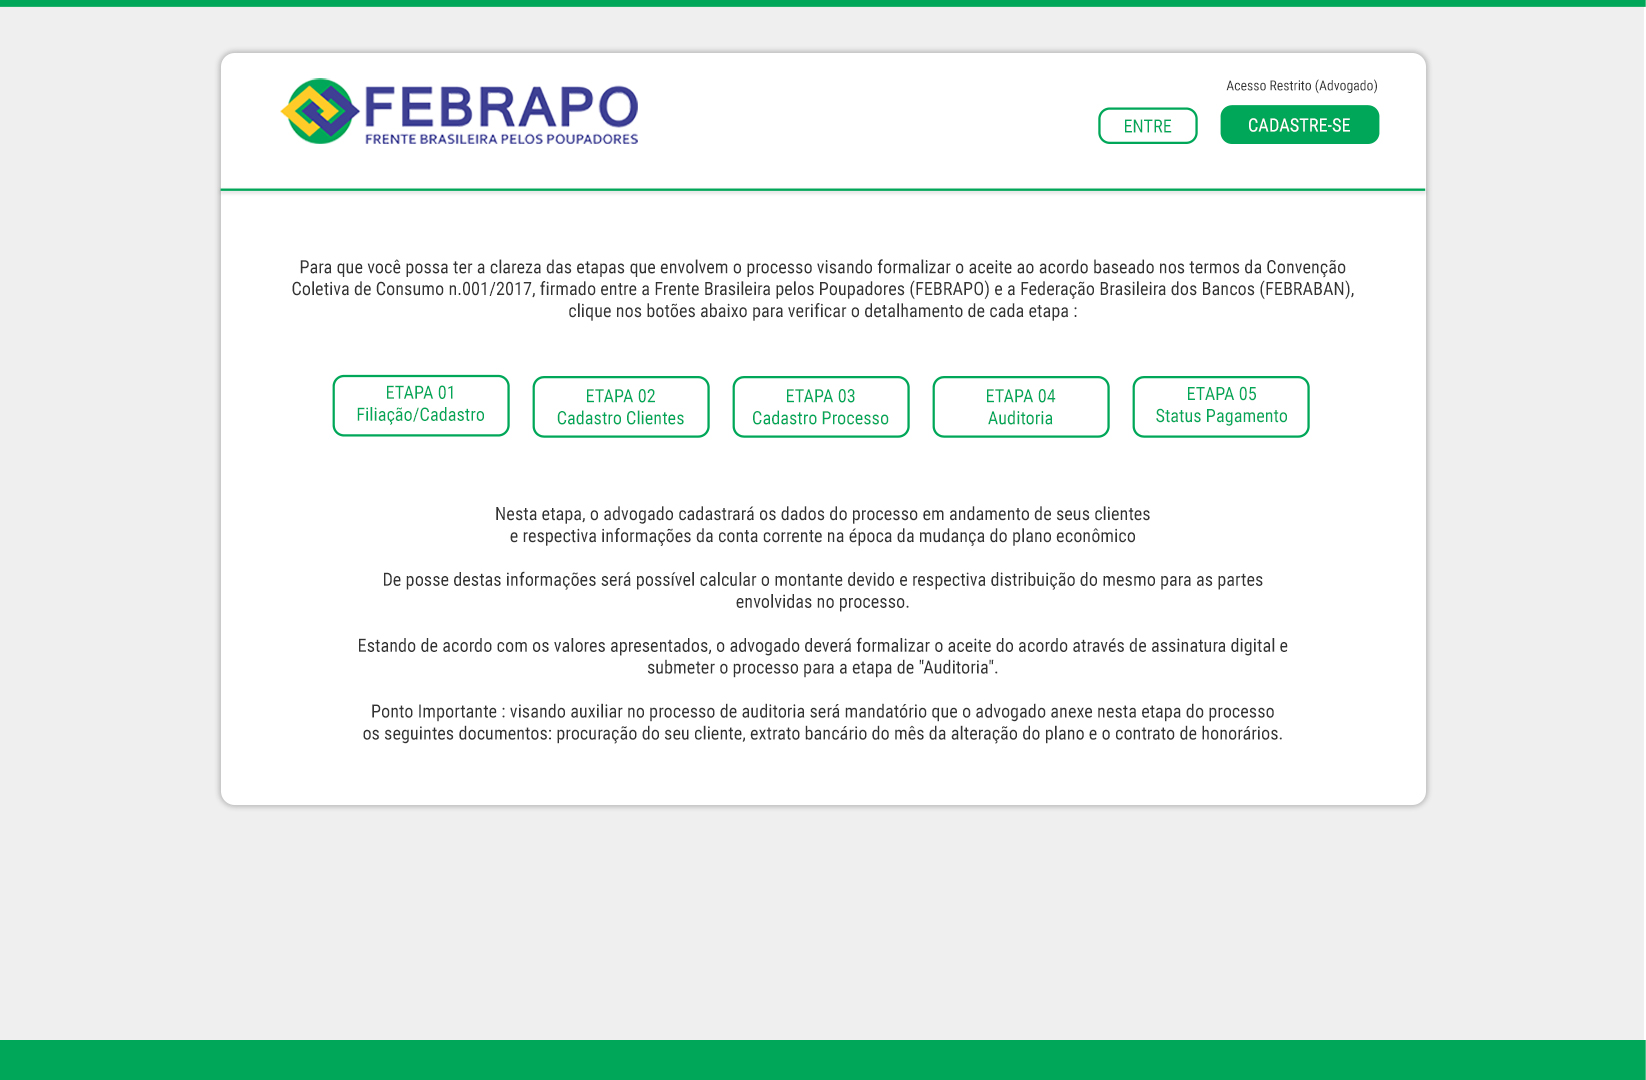 FEBRAPO
FRENTE BRASILEIRA PELOS POUPADORES
Acesso Restrito (Advogado)
ENTRE
CADASTRE-SE
Para que você possa ter a clareza das etapas que envolvem o processo visando formalizar o aceite ao acordo baseado nos termos da Convenção
Coletiva de Consumo n.001/2017, firmado entre a Frente Brasileira pelos Poupadores (FEBRAPO) e a Federação Brasileira dos Bancos (FEBRABAN),
clique nos botões abaixo para verificar o detalhamento de cada etapa :
ETAPA 01
Filiação/Cadastro
ETAPA 02
Cadastro Clientes
ETAPA 03
Cadastro Processo
ETAPA 04
Auditoria
ETAPA 05
Status Pagamento
Nesta etapa, o advogado cadastrará os dados do processo em andamento de seus clientes
e respectiva informações da conta corrente na época da mudança do plano econômico
De posse destas informações será possível calcular o montante devido e respectiva distribuição do mesmo para as partes
envolvidas no processo.
Estando de acordo com os valores apresentados, o advogado deverá formalizar o aceite do acordo através de assinatura digital e
submeter o processo para a etapa de "Auditoria".
Ponto Importante : visando auxiliar no processo de auditoria será mandatório que o advogado anexe nesta etapa do processo
os seguintes documentos: procuração do seu cliente, extrato bancário do mês da alteração do plano e o contrato de honorários.